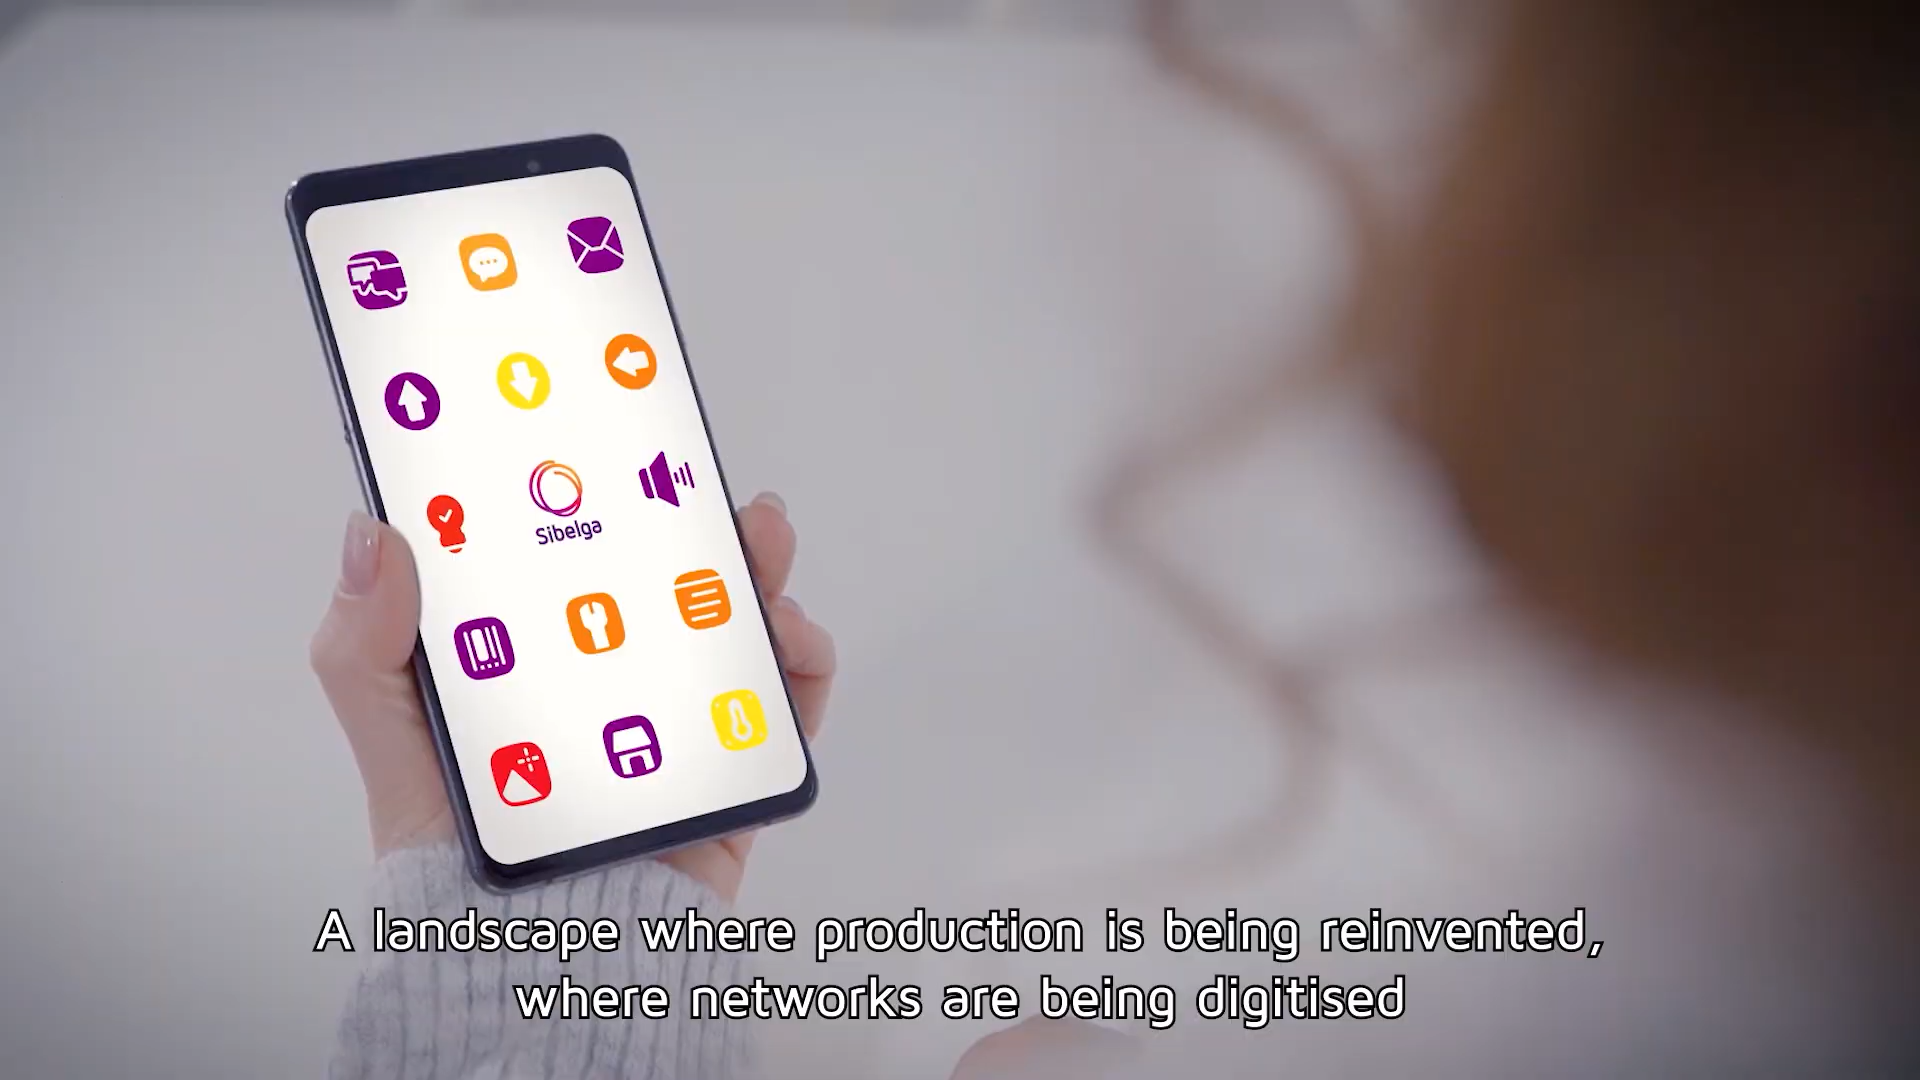 Sibelga
A landscape where production is being reinvented,
where networks are being digitised